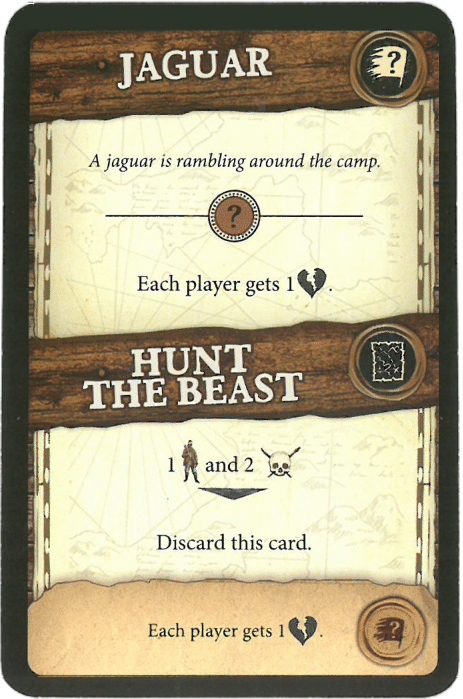 JAGUAR
?
A jaguar is rambling around the camp.
?
Each player gets 1 .
HUNT
THE BEAST
1 and 2
Discard this card.
Each player gets 1 .
?